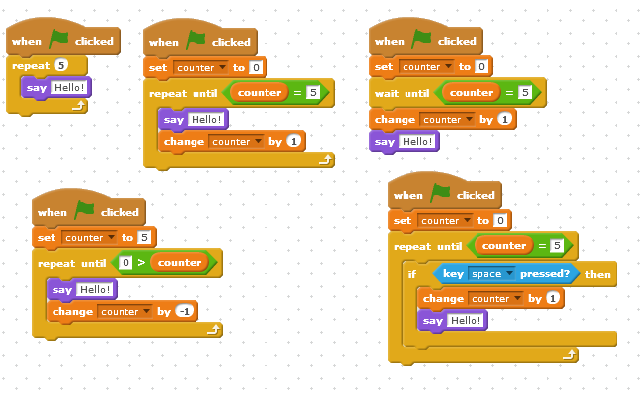 when clicked
repeat 5
say Hello!
when clicked
set counter to 0
repeat until counter = 5
say Hello!
change counter by 1
when clicked
set counter to 0
wait until counter = 5
change counter by 1
say Hello!
when clicked
set counter to 5
repeat until 0 > counter
say Hello!
change counter by -1
when clicked
set counter to 0
repeat until counter = 5
if key space pressed? then
change counter by 1
say Hello!